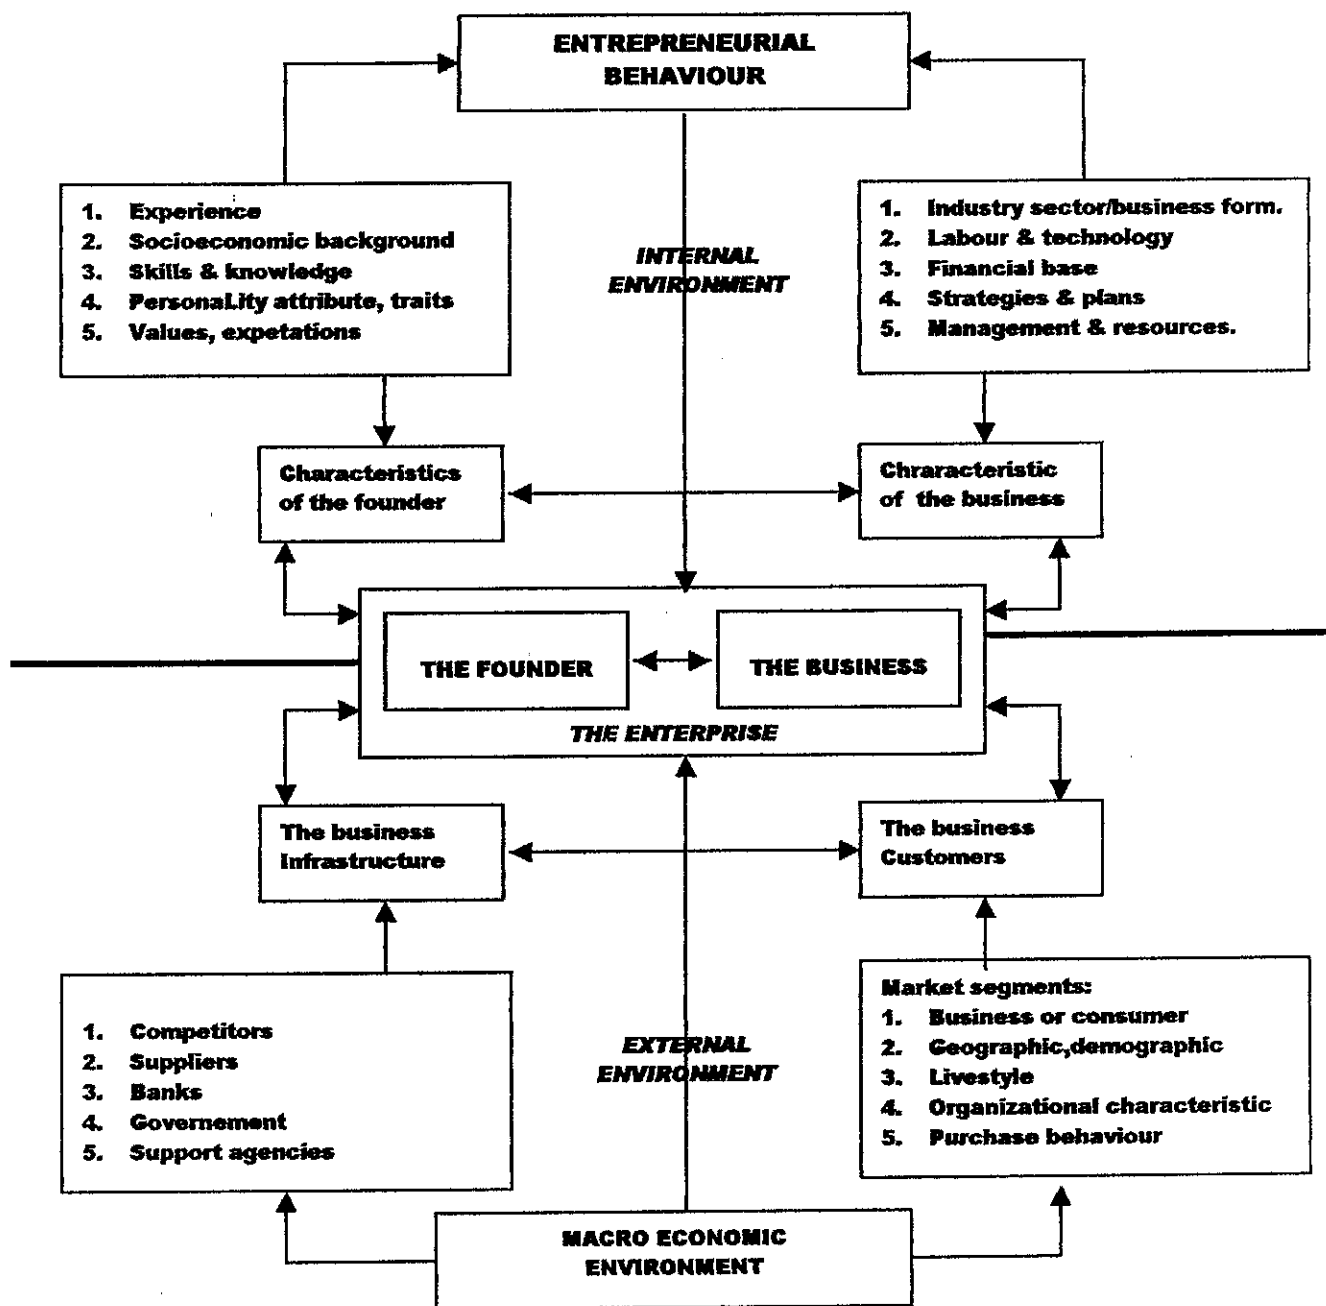 ENTREPRENEURIAL
BEHAVIOUR
1. Experience
2. Socioeconomic background
3. Skills & knowledge
4. PersonaLity attribute, traits
5. Values, expetations
INTERNAL
ENVIRONMENT
1. Industry sector/business form.
2. Labour & technology
3. Financial base
4. Strategies & plans
5. Management & resources.
Characteristics
of the founder
Chraracteristic
of the business
THE FOUNDER
THE BUSINESS
THE ENTERPRISE
The business
Infrastructure
The business
Customers
1. Competitors
2. Suppliers
3. Banks
4. Governement
5. Support agencies
EXTERNAL
ENVIRONMENT
Market segments:
1. Business or consumer
2. Geographic,demographic
3. Livestyle
4. Organizational characteristic
5. Purchase behaviour
MACRO ECONOMIC
ENVIRONMENT